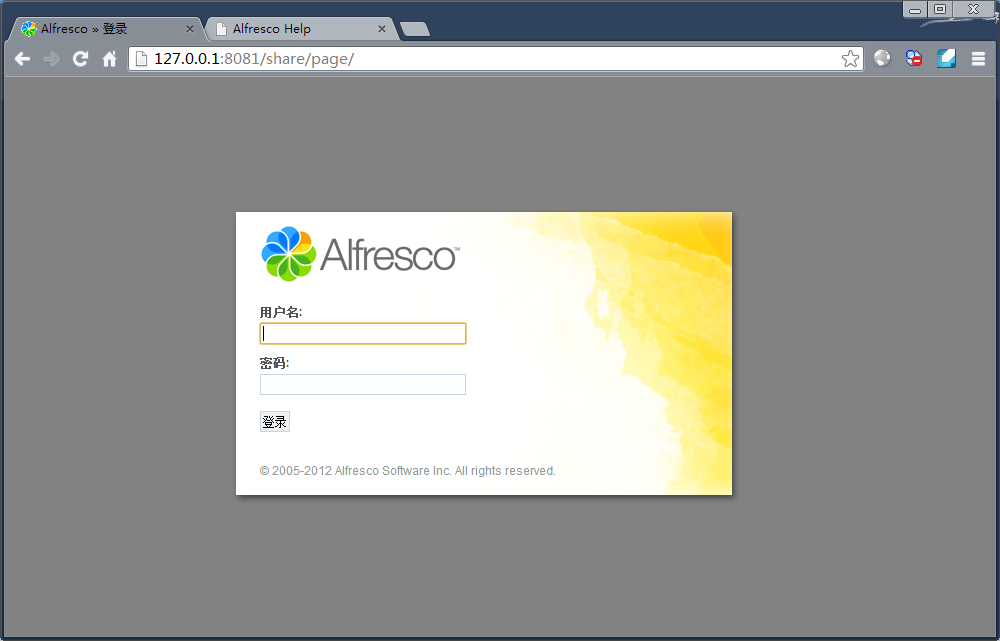 Alfresco » 登录
Alfresco Help
127.0.0.1:8081/share/page/
Alfresco™
用户名:
密码:
登录
© 2005-2012 Alfresco Software Inc. All rights reserved.